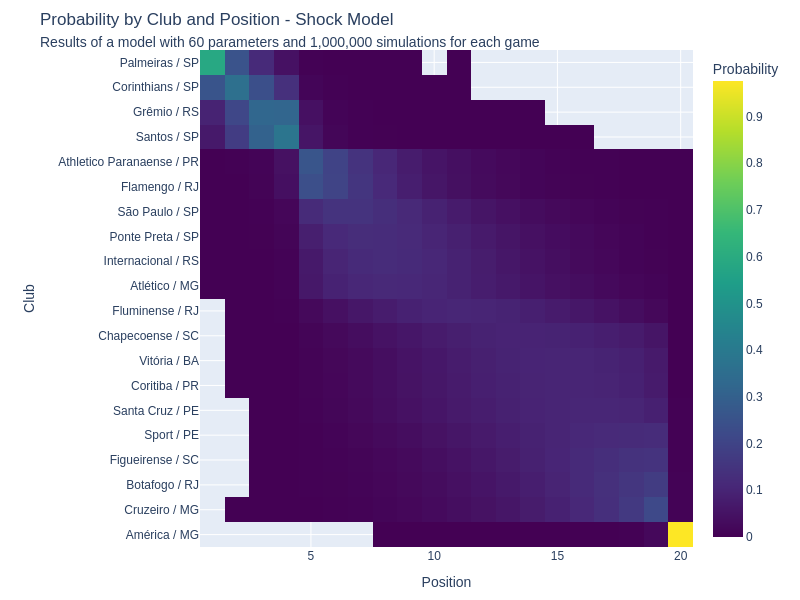 Probability by Club and Position - Shock Model
Results of a model with 60 parameters and 1,000,000 simulations for each game
Palmeiras / SP
Corinthians / SP
Grêmio / RS
Santos / SP
Athletico Paranaense / PR
Flamengo / RJ
São Paulo / SP
Ponte Preta / SP
Internacional / RS
Atlético / MG
Fluminense / RJ
Chapecoense / SC
Vitória / BA
Coritiba / PR
Santa Cruz / PE
Sport / PE
Figueirense / SC
Botafogo / RJ
Cruzeiro / MG
América / MG
Club
5
10
15
20
Position
Probability
0.9
0.8
0.7
0.6
0.5
0.4
0.3
0.2
0.1
0